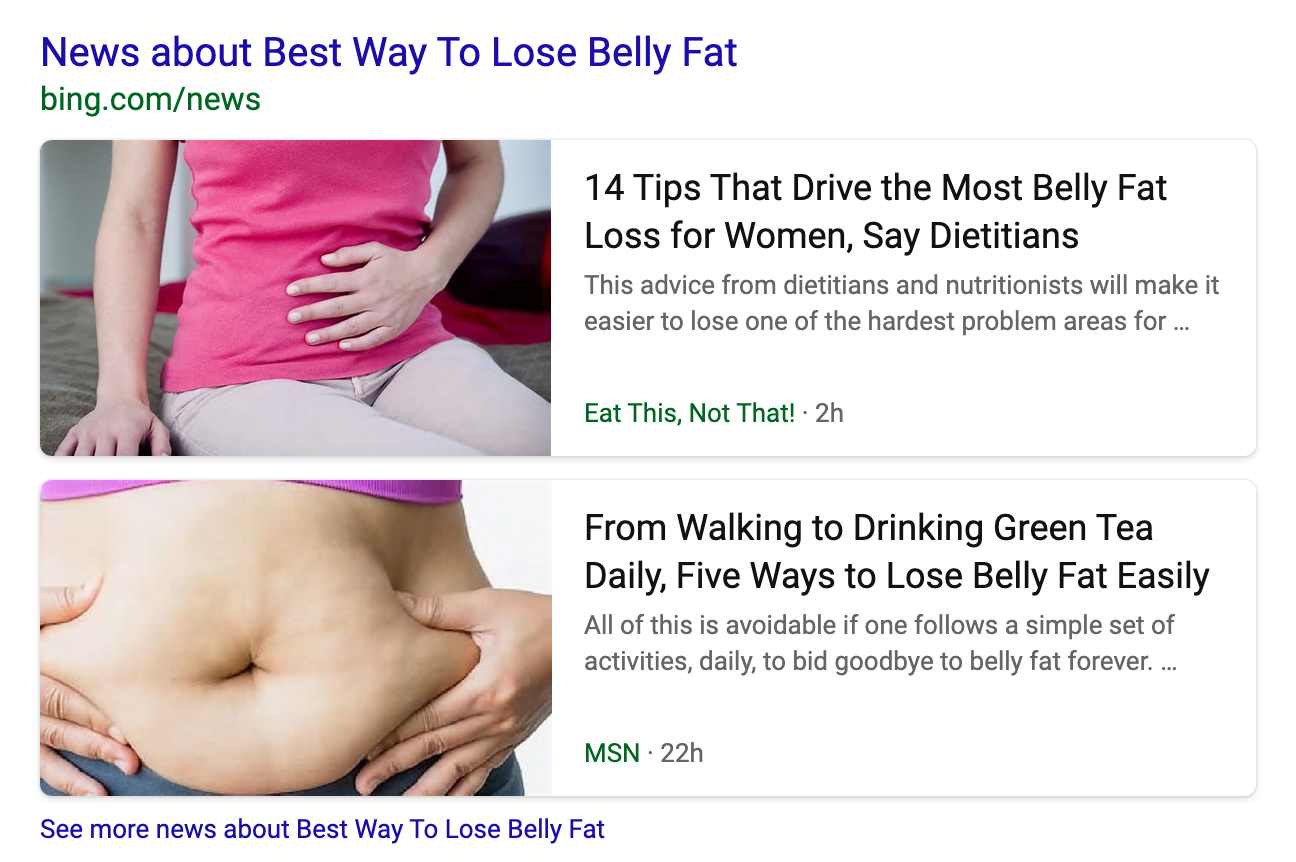 News about Best Way To Lose Belly Fat
bing.com/news
14 Tips That Drive the Most Belly Fat
Loss for Women, Say Dietitians
This advice from dietitians and nutritionists will make it
easier to lose one of the hardest problem areas for ...
Eat This, Not That! · 2h
From Walking to Drinking Green Tea
Daily, Five Ways to Lose Belly Fat Easily
All of this is avoidable if one follows a simple set of
activities, daily, to bid goodbye to belly fat forever. ...
MSN · 22h
See more news about Best Way To Lose Belly Fat